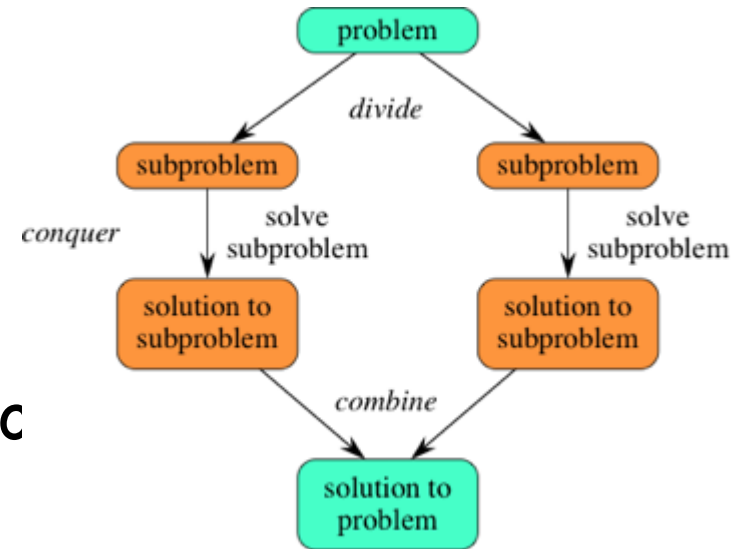 problem
divide
subproblem
subproblem
conquer
solve
subproblem
solve
subproblem
solution to
subproblem
solution to
subproblem
combine
solution to
problem